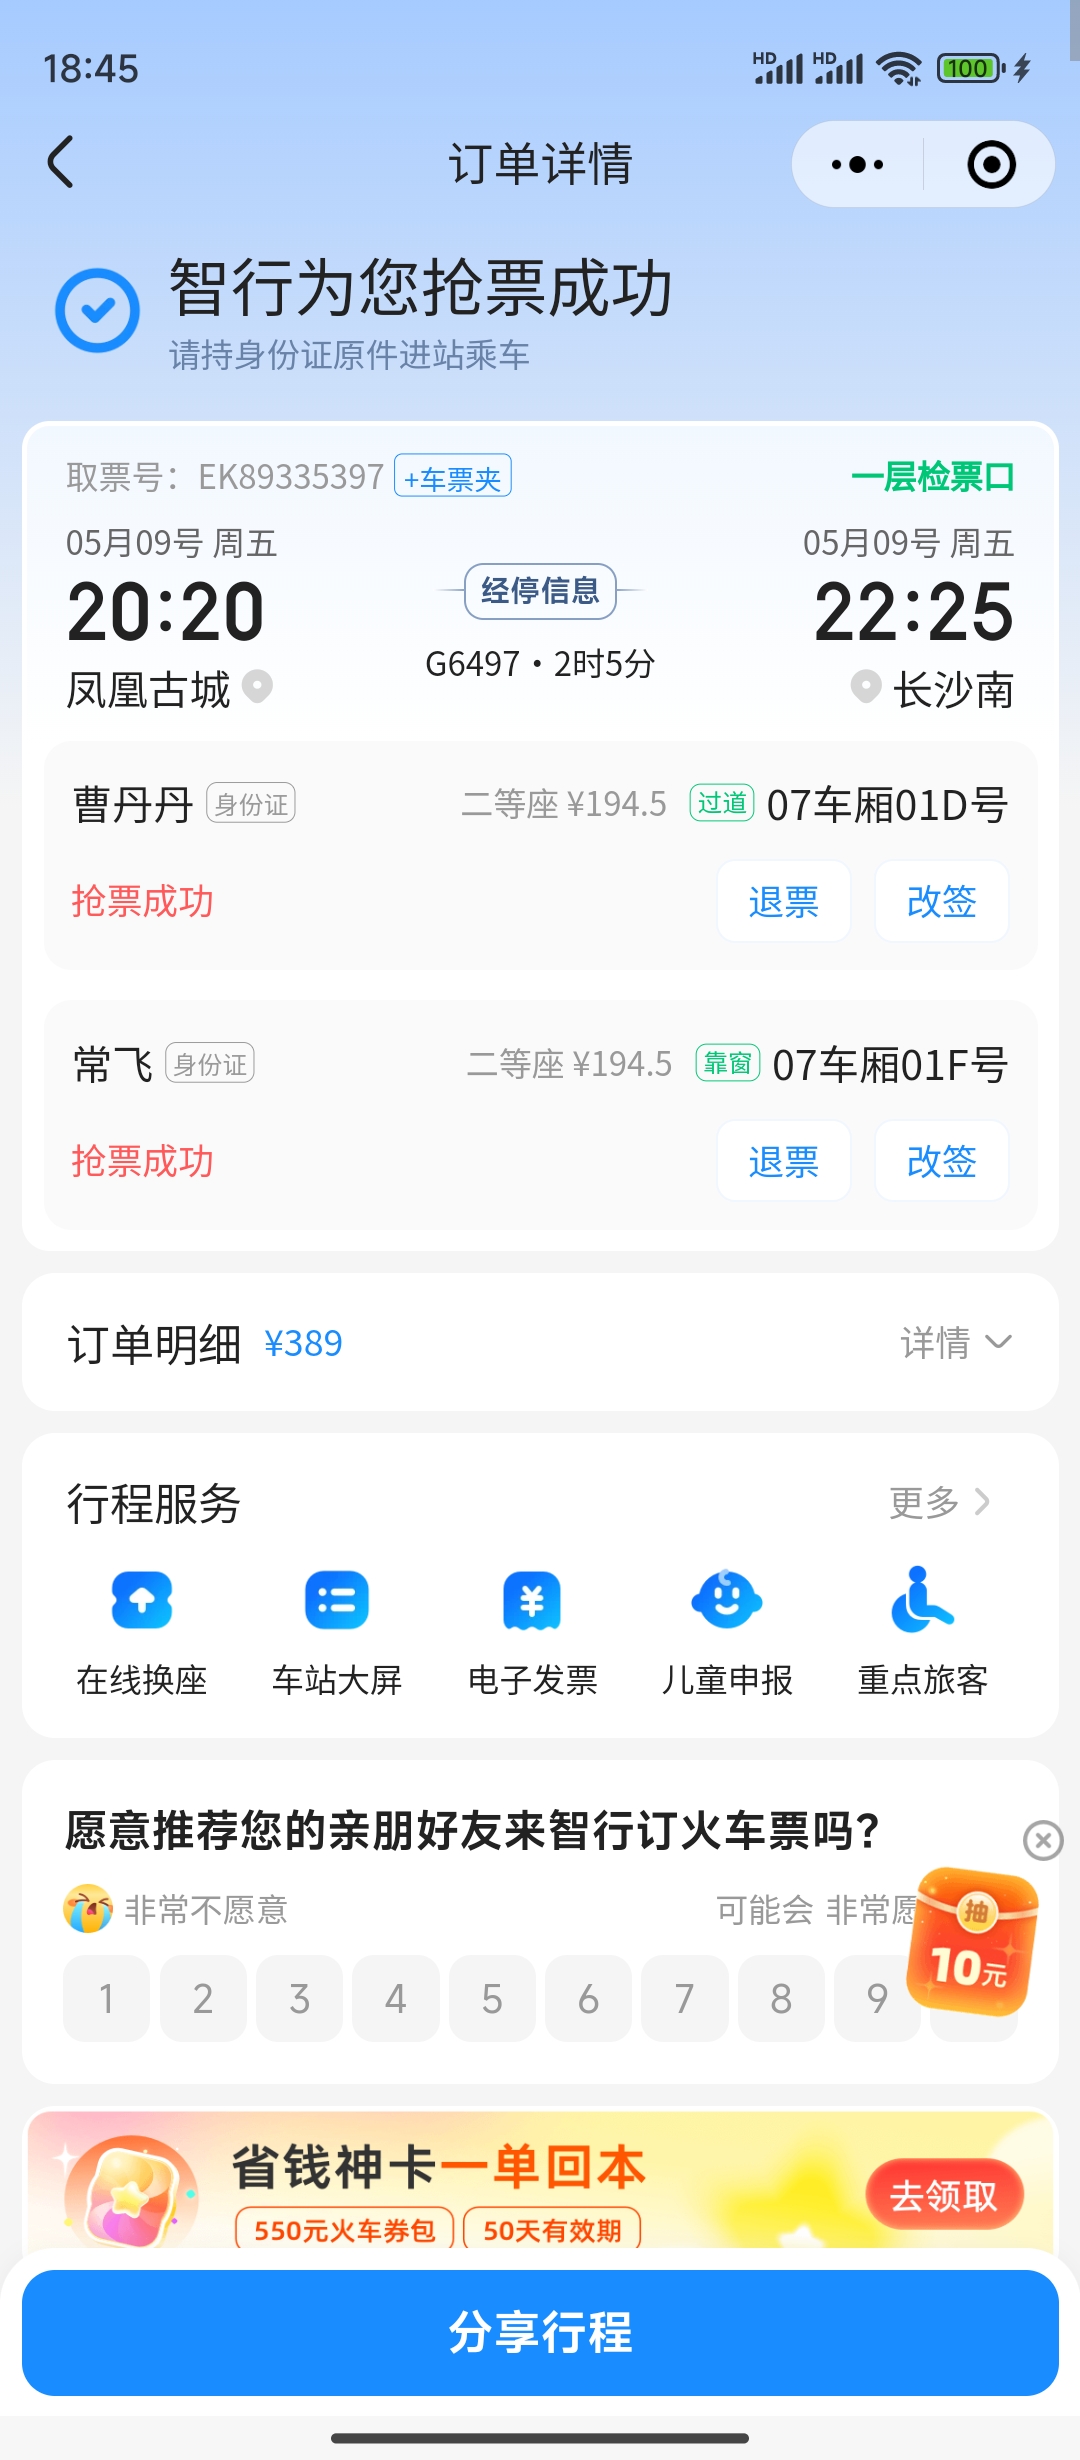 18:45
HD HD 100
订单详情
智行为您抢票成功
请持身份证原件进站乘车
取票号：EK89335397 +车票夹 一层检票口
05月09号 周五 05月09号 周五
20:20 经停信息 22:25
G6497・2时5分
凤凰古城 长沙南
曹丹丹 身份证 二等座 ¥194.5 过道 07车厢01D号
抢票成功 退票 改签
常飞 身份证 二等座 ¥194.5 靠窗 07车厢01F号
抢票成功 退票 改签
订单明细 ¥389 详情
行程服务 更多
在线换座 车站大屏 电子发票 儿童申报 重点旅客
愿意推荐您的亲朋好友来智行订火车票吗？
非常不愿意 可能会 非常愿
抽
10元
1 2 3 4 5 6 7 8 9
省钱神卡一单回本
550元火车券包 50天有效期
去领取
分享行程